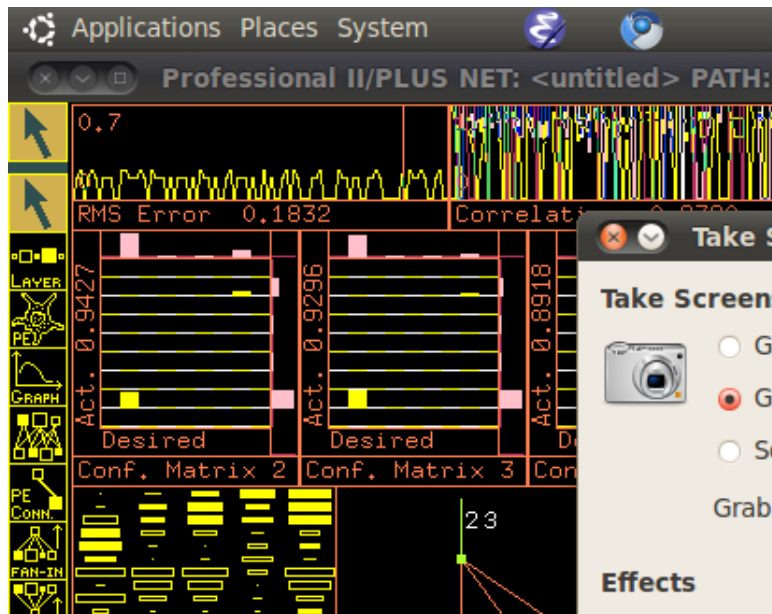 Applications Places System
Professional II/PLUS NET: <untitled> PATH:
0.7
RMS Error 0.1832
Take
Take Screen
LAYER
PE
GRAPH
PE
CONN.
FAN-IN
Act. 0.9427
Desired
Conf. Matrix 2
Act. 0.9296
Desired
Conf. Matrix 3
Act. 0.8918
23
Grab
Effects